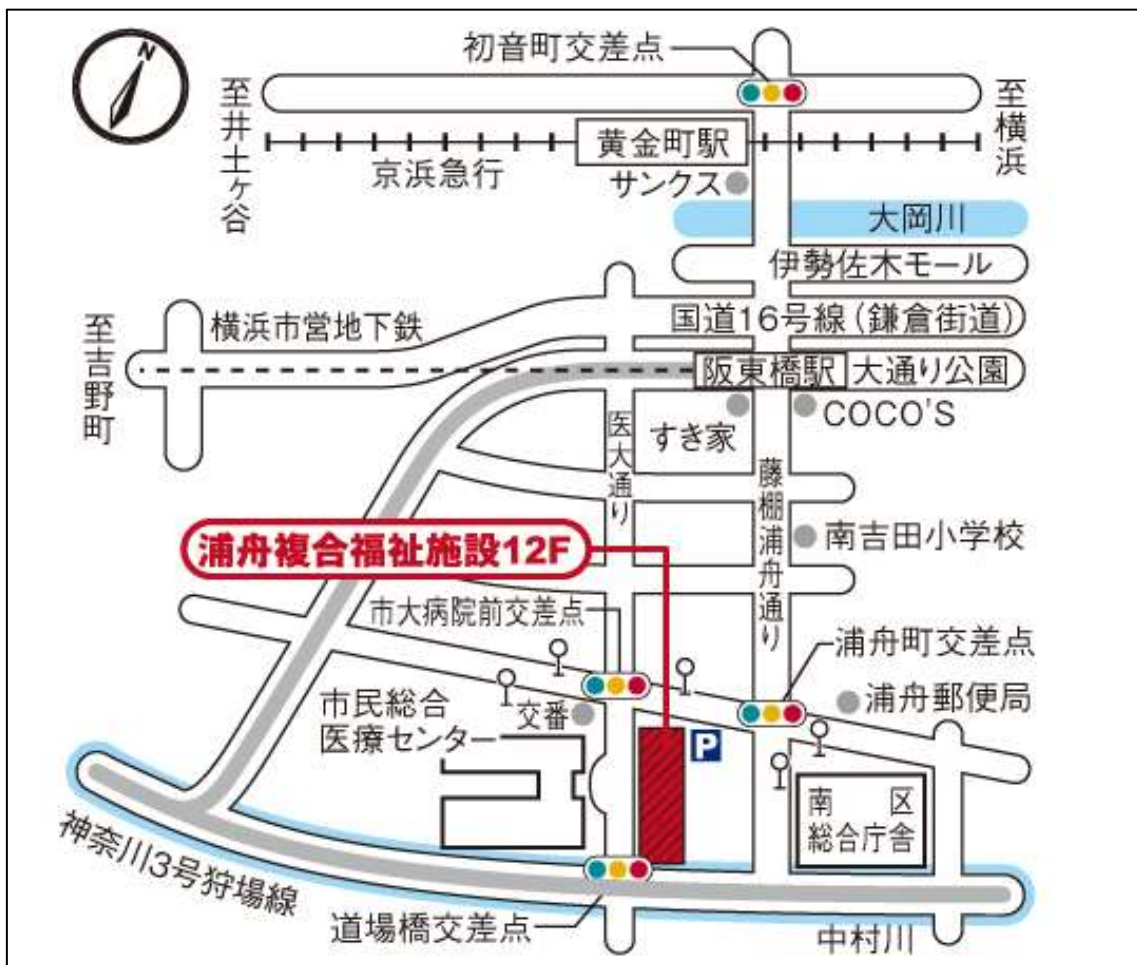 N
初音町交差点
至井土ヶ谷
至横浜
黄金町駅
京浜急行
サンクス
大岡川
伊勢佐木モール
国道16号線(鎌倉街道)
横浜市営地下鉄
至吉野町
阪東橋駅
大通り公園
すき家
COCO'S
医大通り
藤棚浦舟通り
南吉田小学校
浦舟複合福祉施設12F
市大病院前交差点
浦舟町交差点
浦舟郵便局
交番
市民総合
医療センター
P
南区
総合庁舎
神奈川3号狩場線
道場橋交差点
中村川